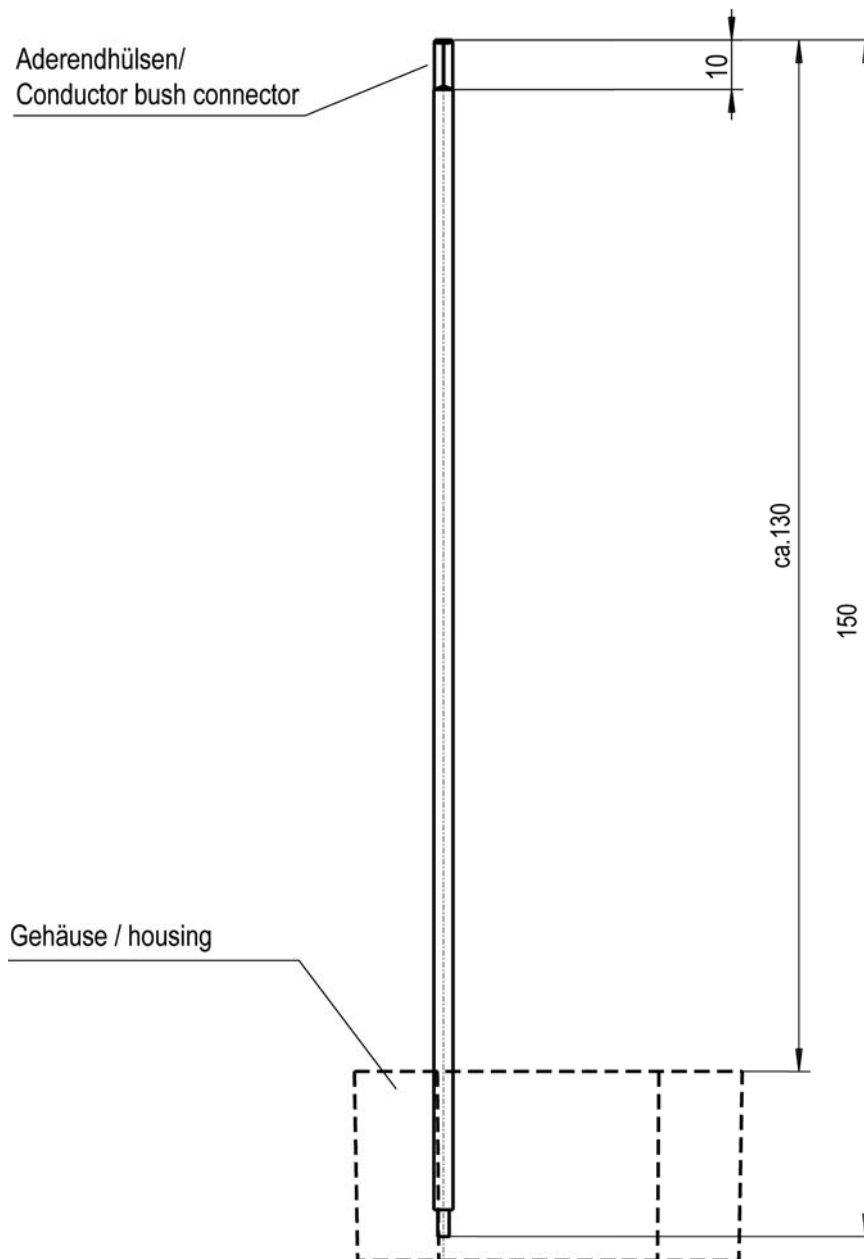 Aderendhülsen/
Conductor bush connector
10
ca.130
150
Gehäuse / housing